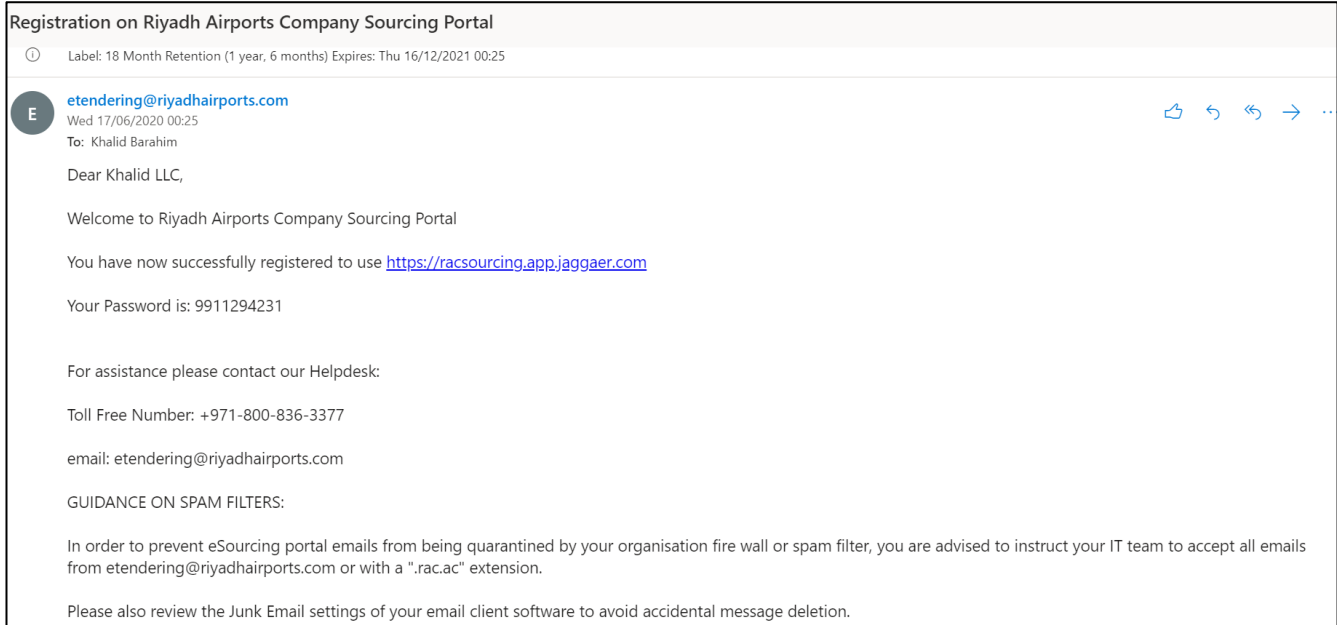 Registration on Riyadh Airports Company Sourcing Portal
Label: 18 Month Retention (1 year, 6 months) Expires: Thu 16/12/2021 00:25
E
etendering@riyadhairports.com
Wed 17/06/2020 00:25
To: Khalid Barahim
Dear Khalid LLC,
Welcome to Riyadh Airports Company Sourcing Portal
You have now successfully registered to use https://racsourcing.app.jaggaer.com
Your Password is: 9911294231
For assistance please contact our Helpdesk:
Toll Free Number: +971-800-836-3377
email: etendering@riyadhairports.com
GUIDANCE ON SPAM FILTERS:
In order to prevent eSourcing portal emails from being quarantined by your organisation fire wall or spam filter, you are advised to instruct your IT team to accept all emails
from etendering@riyadhairports.com or with a ".rac.ac" extension.
Please also review the Junk Email settings of your email client software to avoid accidental message deletion.